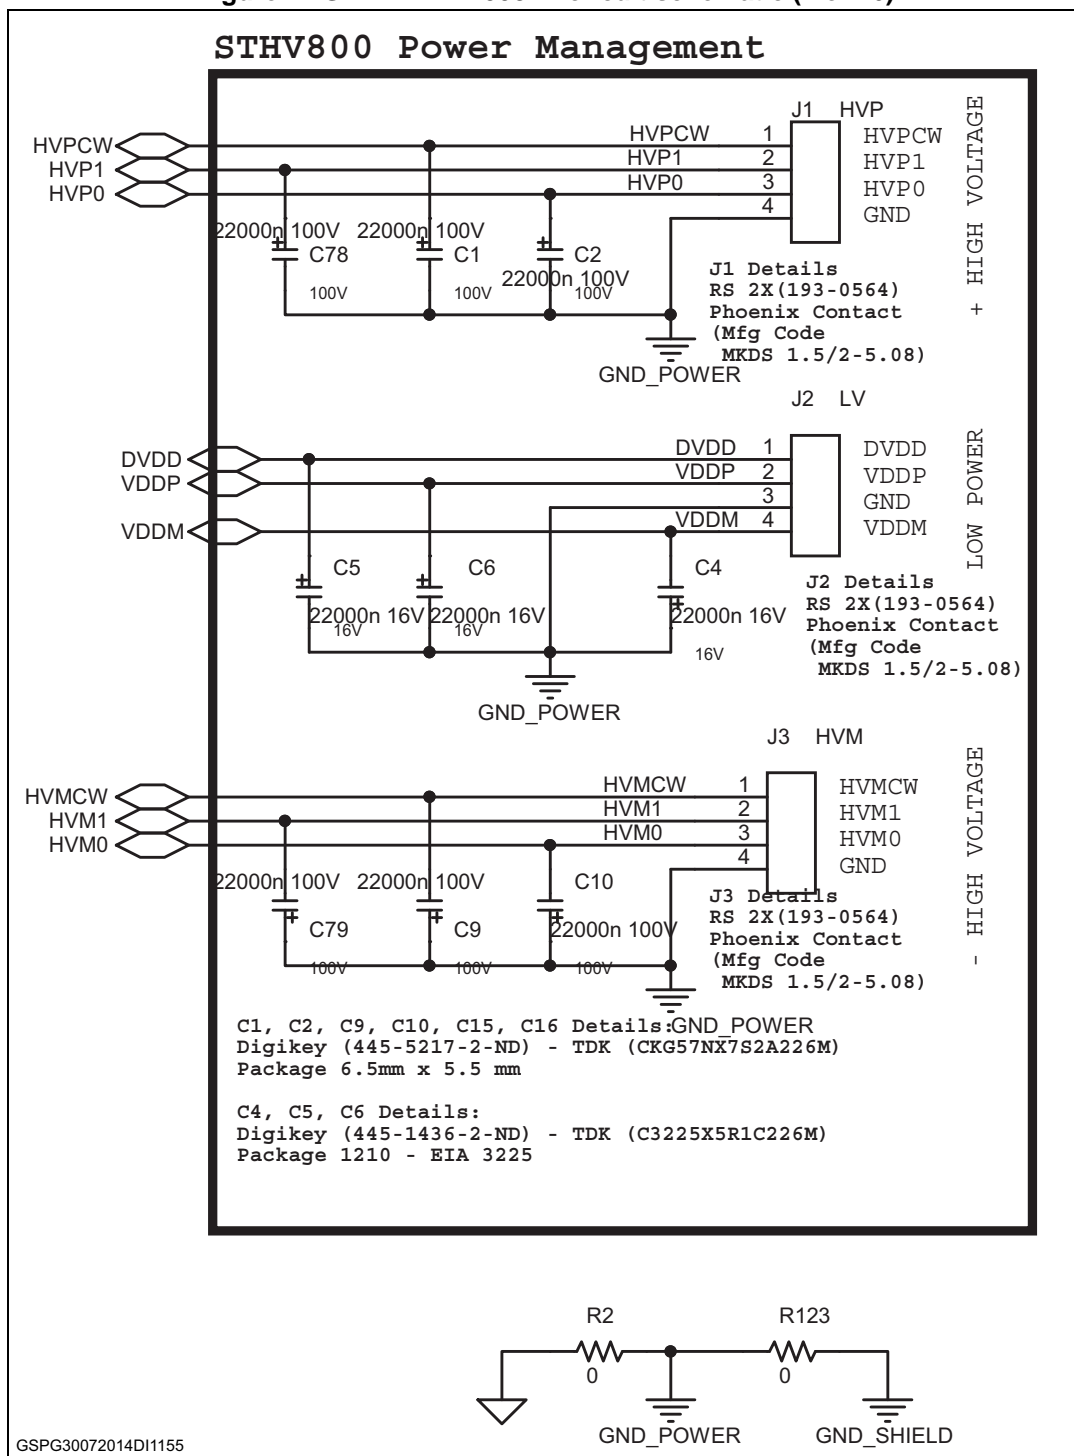 STHV800 Power Management
J1 HVP
HVPCW HVPCW 1 HVPCW
HVP1 HVP1 2 HVP1
HVP0 HVP0 3 HVP0
4 GND
+ HIGH VOLTAGE
22000n 100V 22000n 100V
C78 C1 C2
22000n 100V
100V 100V 100V
J1 Details
RS 2X(193-0564)
Phoenix Contact
(Mfg Code
MKDS 1.5/2-5.08)
GND_POWER
J2 LV
DVDD DVDD 1 DVDD
VDDP VDDP 2 VDDP
3 GND
VDDM VDDM 4 VDDM
LOW POWER
C5 C6 C4
22000n 16V 22000n 16V 22000n 16V
16V 16V 16V
J2 Details
RS 2X(193-0564)
Phoenix Contact
(Mfg Code
MKDS 1.5/2-5.08)
GND_POWER
J3 HVM
HVMCW HVMCW 1 HVMCW
HVM1 HVM1 2 HVM1
HVM0 HVM0 3 HVM0
4 GND
- HIGH VOLTAGE
22000n 100V 22000n 100V C10
C79 C9 22000n 100V
100V 100V 100V
J3 Details
RS 2X(193-0564)
Phoenix Contact
(Mfg Code
MKDS 1.5/2-5.08)
GND_POWER
C1, C2, C9, C10, C15, C16 Details:
Digikey (445-5217-2-ND) - TDK (CKG57NX7S2A226M)
Package 6.5mm x 5.5 mm
C4, C5, C6 Details:
Digikey (445-1436-2-ND) - TDK (C3225X5R1C226M)
Package 1210 - EIA 3225
R2 R123
0 0
GND_POWER GND_SHIELD
GSPG30072014DI1155